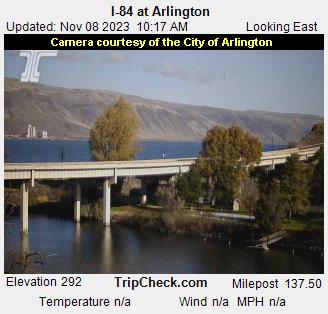 I-84 at Arlington
Updated: Nov 08 2023 10:17 AM Looking East
Camera courtesy of the City of Arlington
Elevation 292 TripCheck.com Milepost 137.50
Temperature n/a Wind n/a MPH n/a